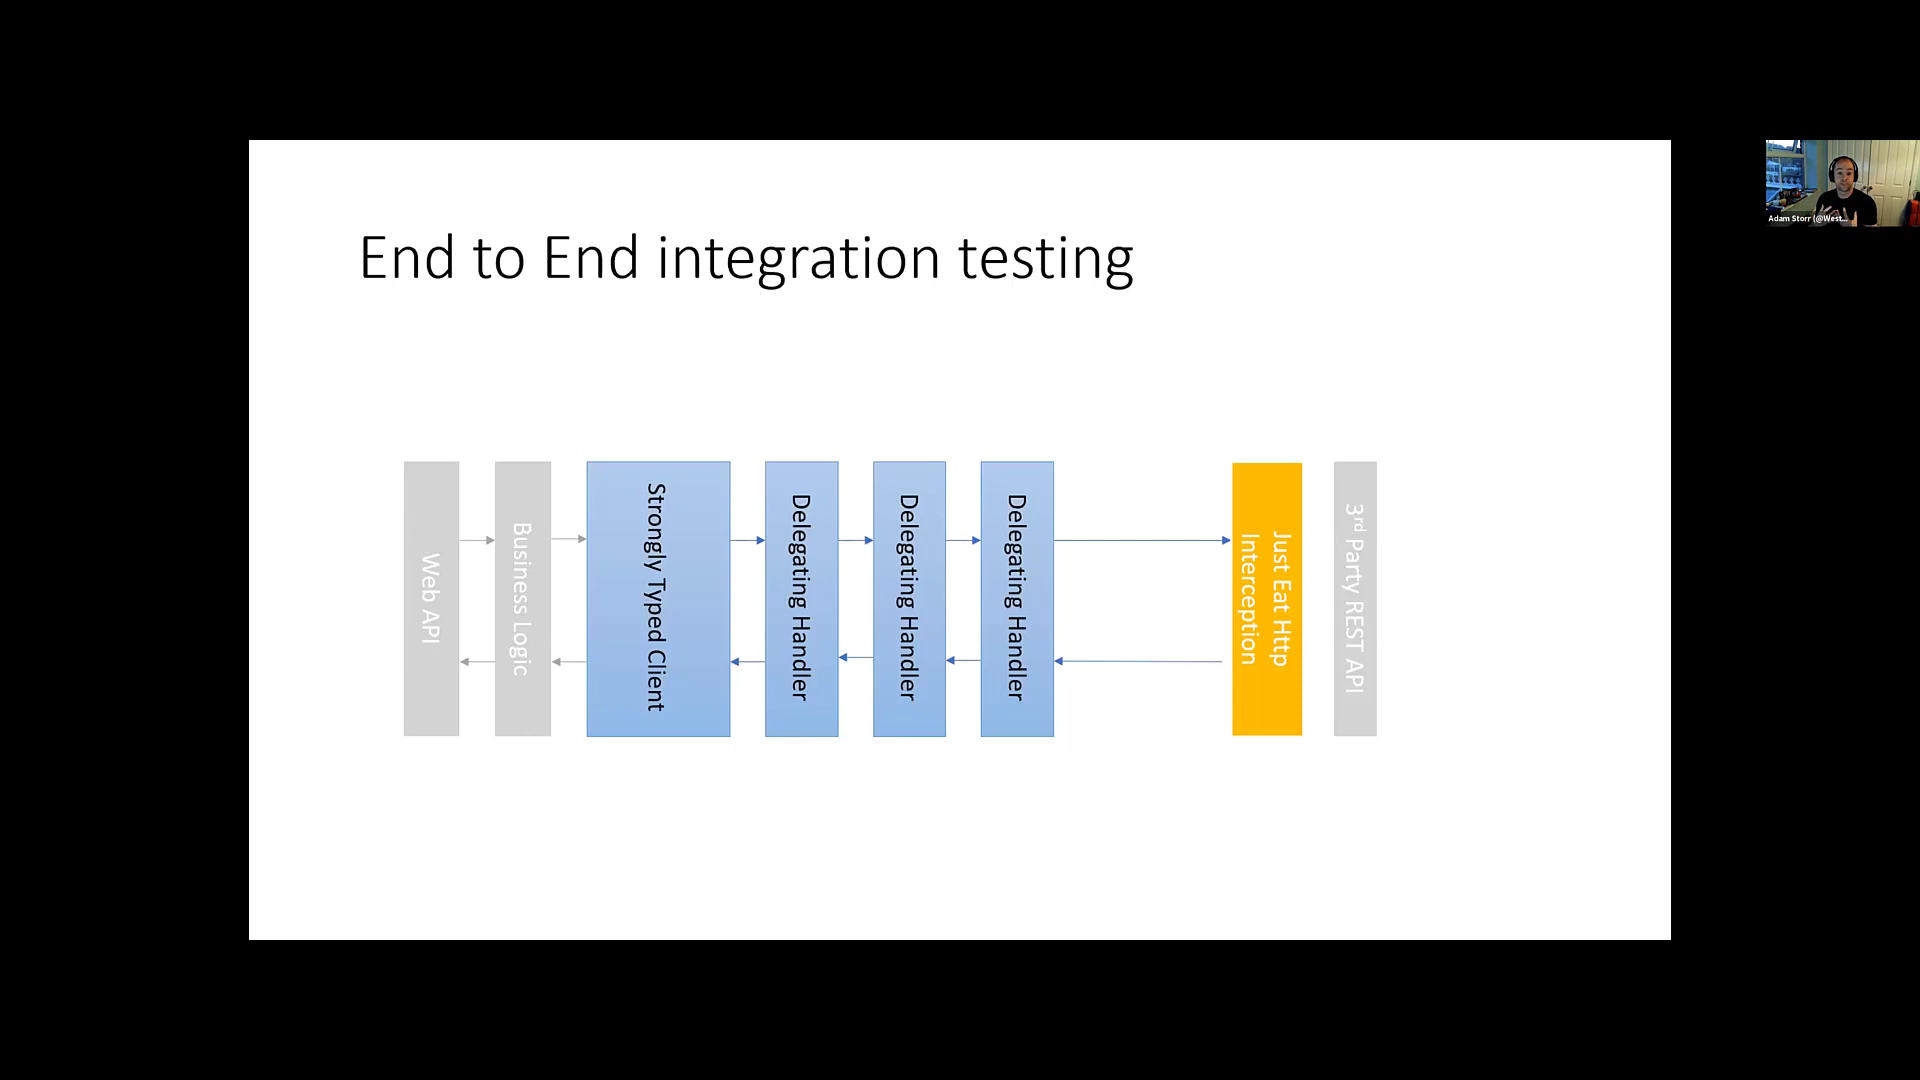 End to End integration testing
Web API
Business Logic
Strongly Typed Client
Delegating Handler
Delegating Handler
Delegating Handler
Just Eat Http
Interception
3rd Party REST API
Adam Storr (@West...